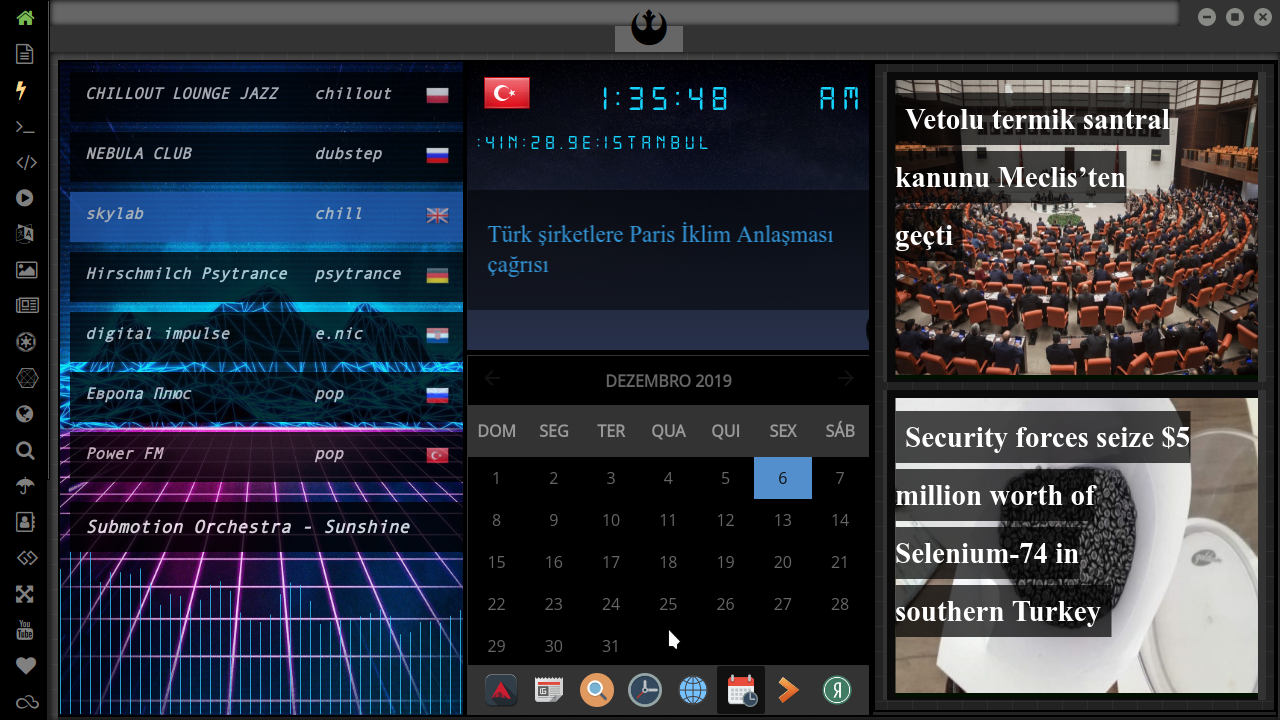 CHILLOUT LOUNGE JAZZ chillout
NEBULA CLUB dubstep
skylab chill
Hirschmilch Psytrance psytrance
digital impulse e.nic
Европа Плюс pop
Power FM pop
Submotion Orchestra - Sunshine
1:35:48 AM
:41N:28.9E:ISTANBUL
Türk şirketlere Paris İklim Anlaşması
çağrısı
DEZEMBRO 2019
DOM SEG TER QUA QUI SEX SÁB
1 2 3 4 5 6 7
8 9 10 11 12 13 14
15 16 17 18 19 20 21
22 23 24 25 26 27 28
29 30 31
Vetolu termik santral
kanunu Meclis’ten
geçti
Security forces seize $5
million worth of
Selenium-74 in
southern Turkey
You
Tube
Я